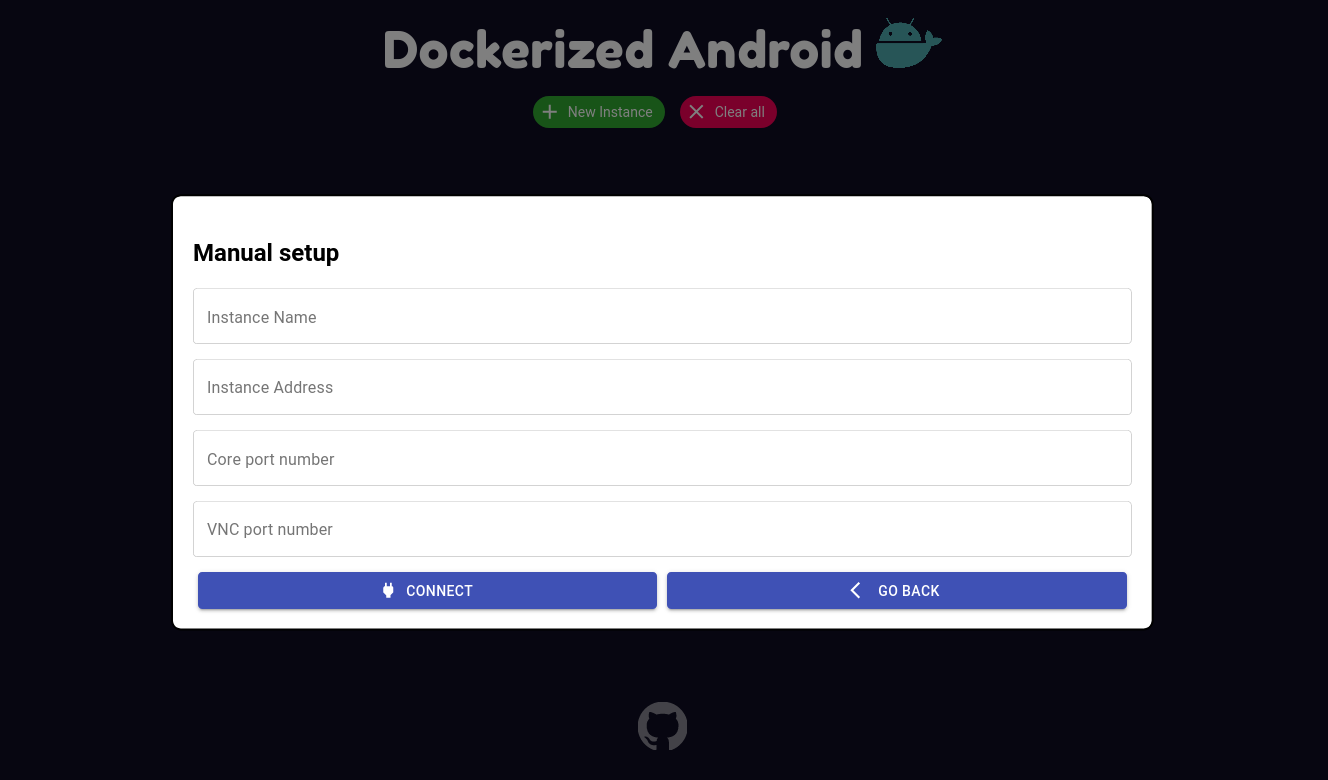 Dockerized Android
New Instance
Clear all
Manual setup
Instance Name
Instance Address
Core port number
VNC port number
CONNECT
GO BACK